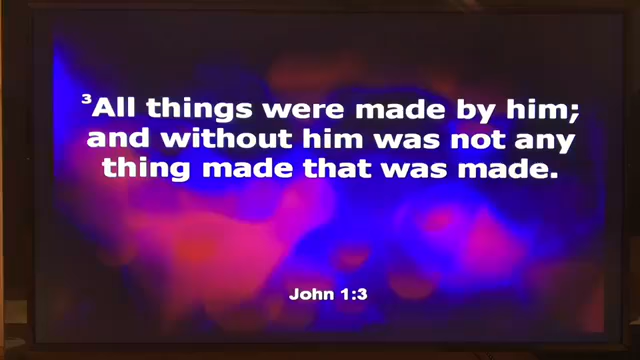 ³All things were made by him;
and without him was not any
thing made that was made.
John 1:3